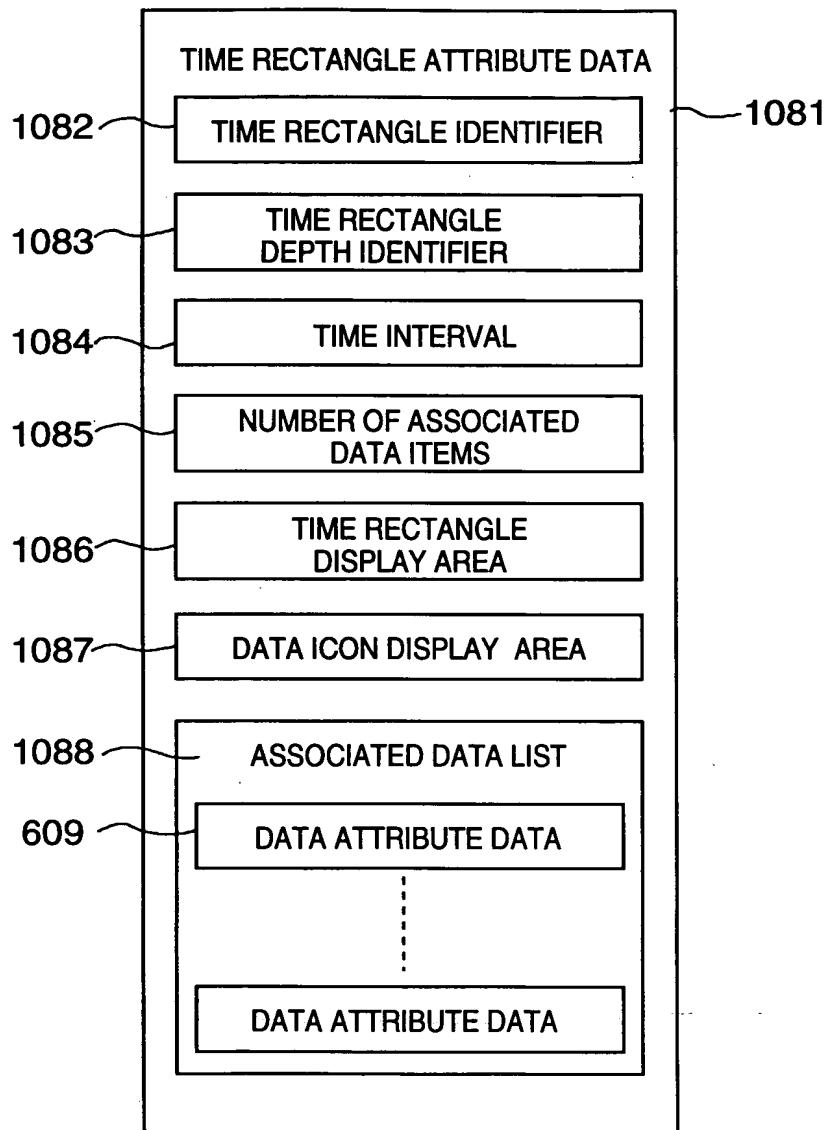 TIME RECTANGLE ATTRIBUTE DATA
1081
1082
TIME RECTANGLE IDENTIFIER
1083
TIME RECTANGLE
DEPTH IDENTIFIER
1084
TIME INTERVAL
1085
NUMBER OF ASSOCIATED
DATA ITEMS
1086
TIME RECTANGLE
DISPLAY AREA
1087
DATA ICON DISPLAY AREA
1088
ASSOCIATED DATA LIST
609
DATA ATTRIBUTE DATA
DATA ATTRIBUTE DATA